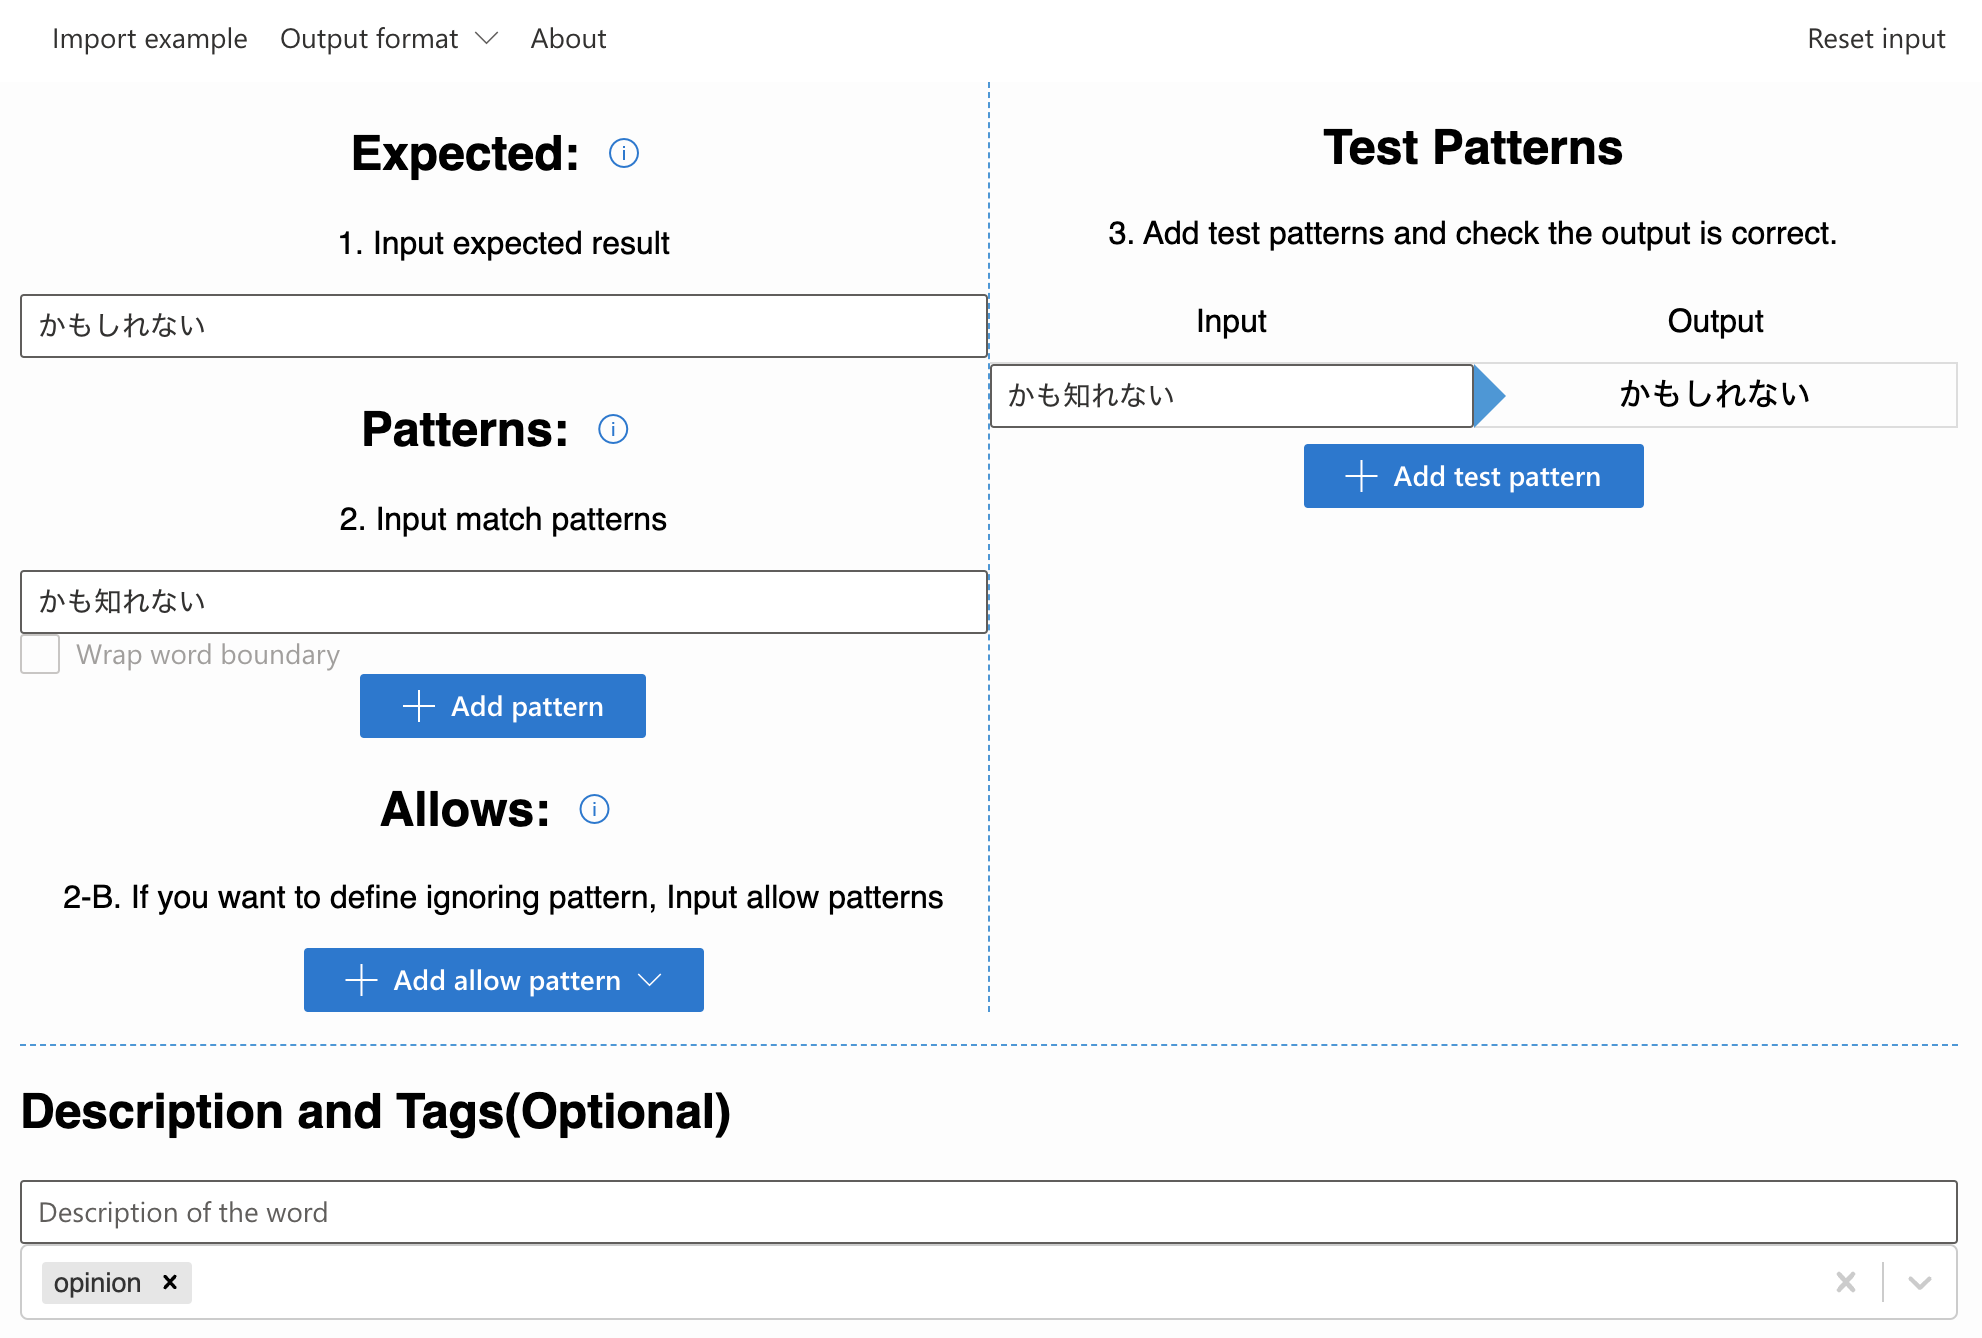 Import example Output format About Reset input
Expected:
1. Input expected result
かもしれない
Patterns:
2. Input match patterns
かも知れない
Wrap word boundary
Add pattern
Allows:
2-B. If you want to define ignoring pattern, Input allow patterns
Add allow pattern
Test Patterns
3. Add test patterns and check the output is correct.
Input Output
かも知れない かもしれない
Add test pattern
Description and Tags(Optional)
Description of the word
opinion